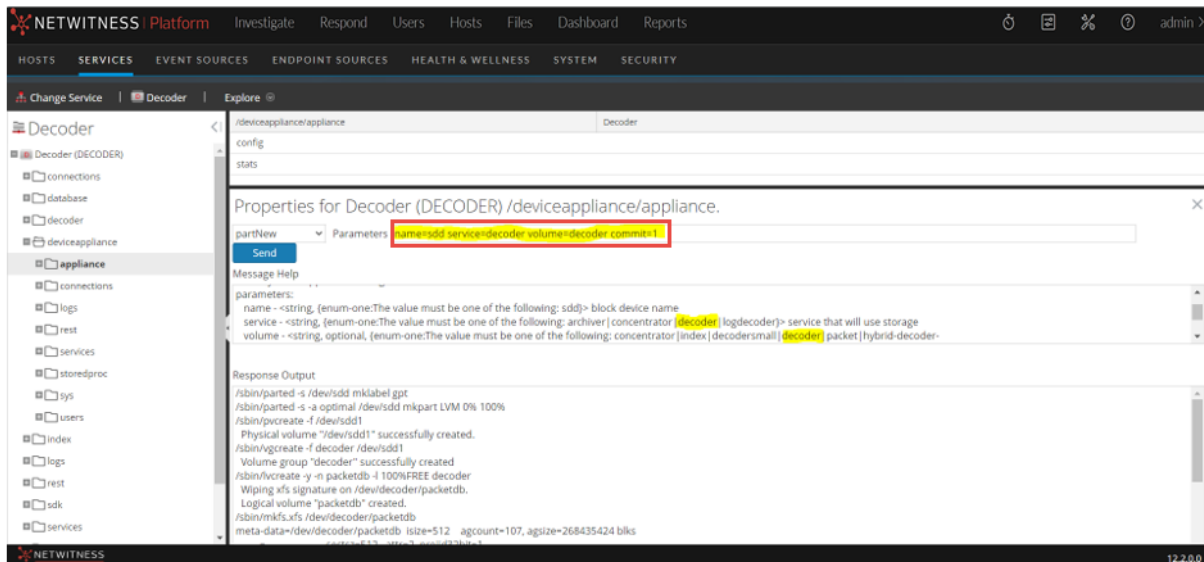 NETWITNESS | Platform Investigate Respond Users Hosts Files Dashboard Reports admin
HOSTS SERVICES EVENT SOURCES ENDPOINT SOURCES HEALTH & WELLNESS SYSTEM SECURITY
Change Service | Decoder | Explore
Decoder
Decoder (DECODER)
connections
database
decoder
deviceappliance
appliance
connections
logs
rest
services
storedproc
sys
users
index
logs
rest
sdk
services
/deviceappliance/appliance Decoder
config
stats
Properties for Decoder (DECODER) /deviceappliance/appliance.
partNew Parameters name=sdd service=decoder volume=decoder commit=1
Send
Message Help
parameters:
name - <string, {enum-one:The value must be one of the following: sdd}> block device name
service - <string, {enum-one:The value must be one of the following: archiver|concentrator|decoder|logdecoder}> service that will use storage
volume - <string, optional, {enum-one:The value must be one of the following: concentrator|index|decodersmall|decoder|packet|hybrid-decoder-
Response Output
/sbin/parted -s /dev/sdd mklabel gpt
/sbin/parted -s -a optimal /dev/sdd mkpart LVM 0% 100%
/sbin/pvcreate -f /dev/sdd1
Physical volume "/dev/sdd1" successfully created.
/sbin/vgcreate -f decoder /dev/sdd1
Volume group "decoder" successfully created
/sbin/lvcreate -y -n packetdb -l 100%FREE decoder
Wiping xfs signature on /dev/decoder/packetdb.
Logical volume "packetdb" created.
/sbin/mkfs.xfs /dev/decoder/packetdb
meta-data=/dev/decoder/packetdb isize=512 agcount=107, agsize=268435424 blks
NETWITNESS 12.2.0.0